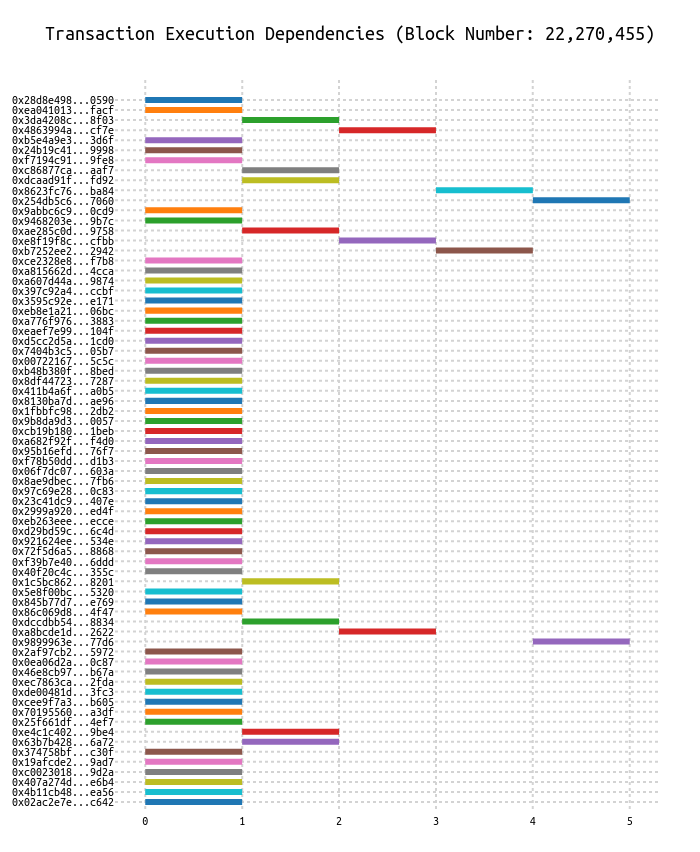 Transaction Execution Dependencies (Block Number: 22,270,455)
0x28d8e498...0590
0xea041013...facf
0x3da4208c...8f03
0x4863994a...cf7e
0xb5e4a9e3...3d6f
0x24b19c41...9998
0xf7194c91...9fe8
0xc86877ca...aaf7
0xdcaad91f...fd92
0x8623fc76...ba84
0x254db5c6...7060
0x9abbc6c9...0cd9
0x9468203e...9b7c
0xae285c0d...9758
0xe8f19f8c...cfbb
0xb7252ee2...2942
0xce2328e8...f7b8
0xa815662d...4cca
0xa607d44a...9874
0x397c92a4...ccbf
0x3595c92e...e171
0xeb8e1a21...06bc
0xa776f976...3883
0xeaef7e99...104f
0xd5cc2d5a...1cd0
0x7404b3c5...05b7
0x00722167...5c5c
0xb48b380f...8bed
0x8df44723...7287
0x411b4a6f...a0b5
0x8130ba7d...ae96
0x1fbbfc98...2db2
0x9b8da9d3...0057
0xcb19b180...1beb
0xa682f92f...f4d0
0x95b16efd...76f7
0xf78b50dd...d1b3
0x06f7dc07...603a
0x8ae9dbec...7fb6
0x97c69e28...0c83
0x23c41dc9...407e
0x2999a920...ed4f
0xeb263eee...ecce
0xd29bd59c...6c4d
0x921624ee...534e
0x72f5d6a5...8868
0xf39b7e40...6ddd
0x40f20c4c...355c
0x1c5bc862...8201
0x5e8f00bc...5320
0x845b77d7...e769
0x86c069d8...4f47
0xdccdbb54...8834
0xa8bcde1d...2622
0x9899963e...77d6
0x2af97cb2...5972
0x0ea06d2a...0c87
0x46e8cb97...b67a
0xec7863ca...2fda
0xde00481d...3fc3
0xcee9f7a3...b605
0x70195560...a3df
0x25f661df...4ef7
0xe4c1c402...9be4
0x63b7b428...6a72
0x374758bf...c30f
0x19afcde2...9ad7
0xc0023018...9d2a
0x407a274d...e6b4
0x4b11cb48...ea56
0x02ac2e7e...c642
0 1 2 3 4 5